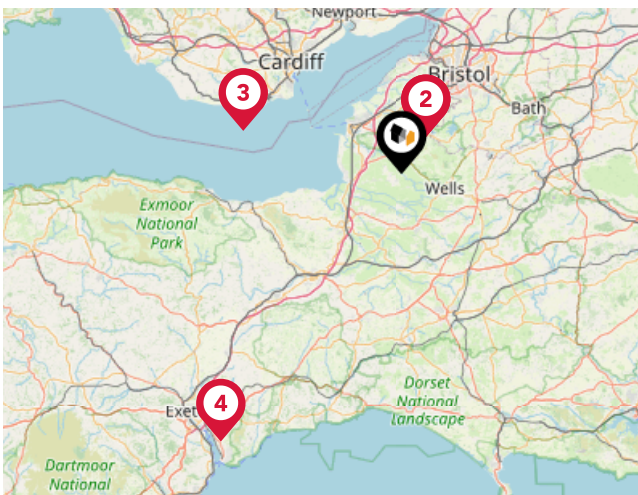 Newport
Cardiff
3
Bristol
2
Bath
Wells
Exmoor
National
Park
4
Exet
Dorset
National
Landscape
Dartmoor
National